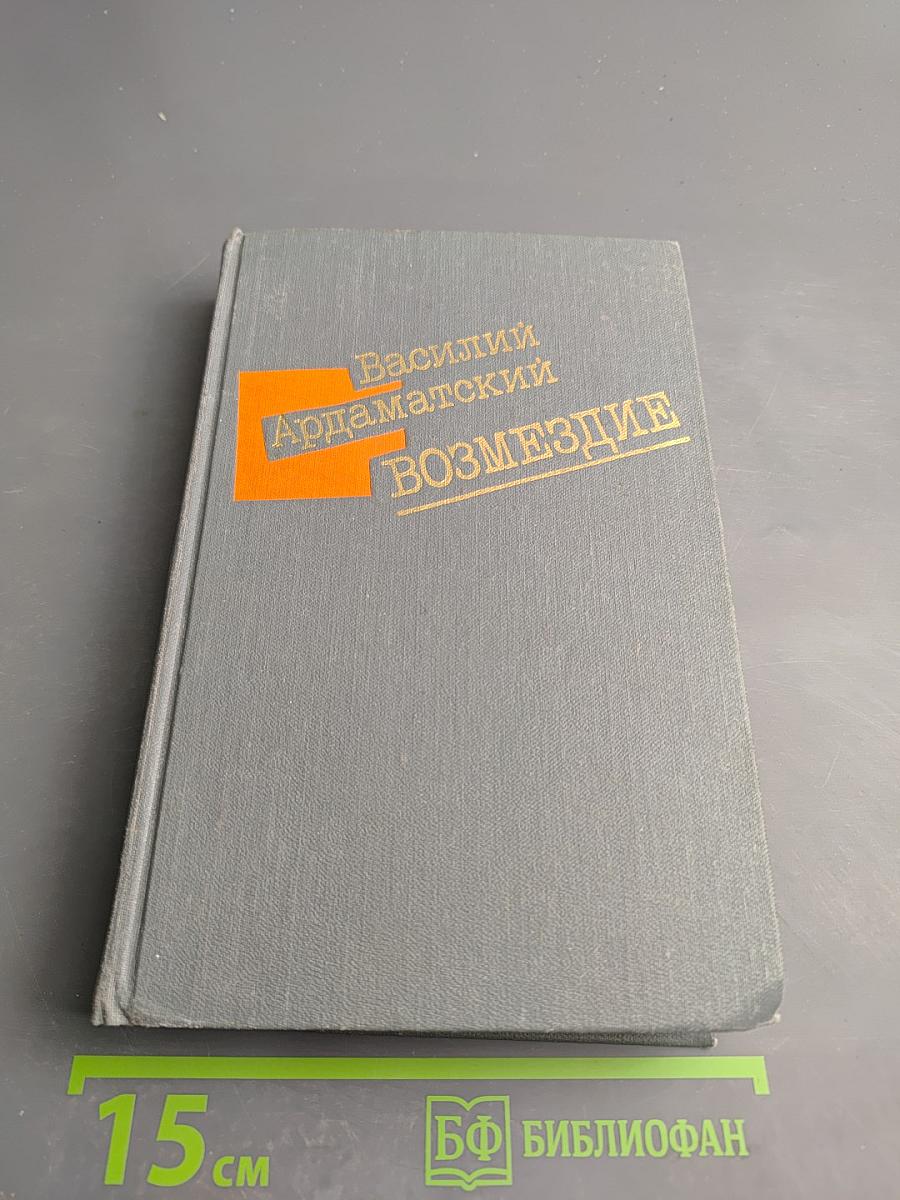 Василий
Ардаматский
ВОЗМЕЗДИЕ
15 см
БФ БИБЛИОФАН